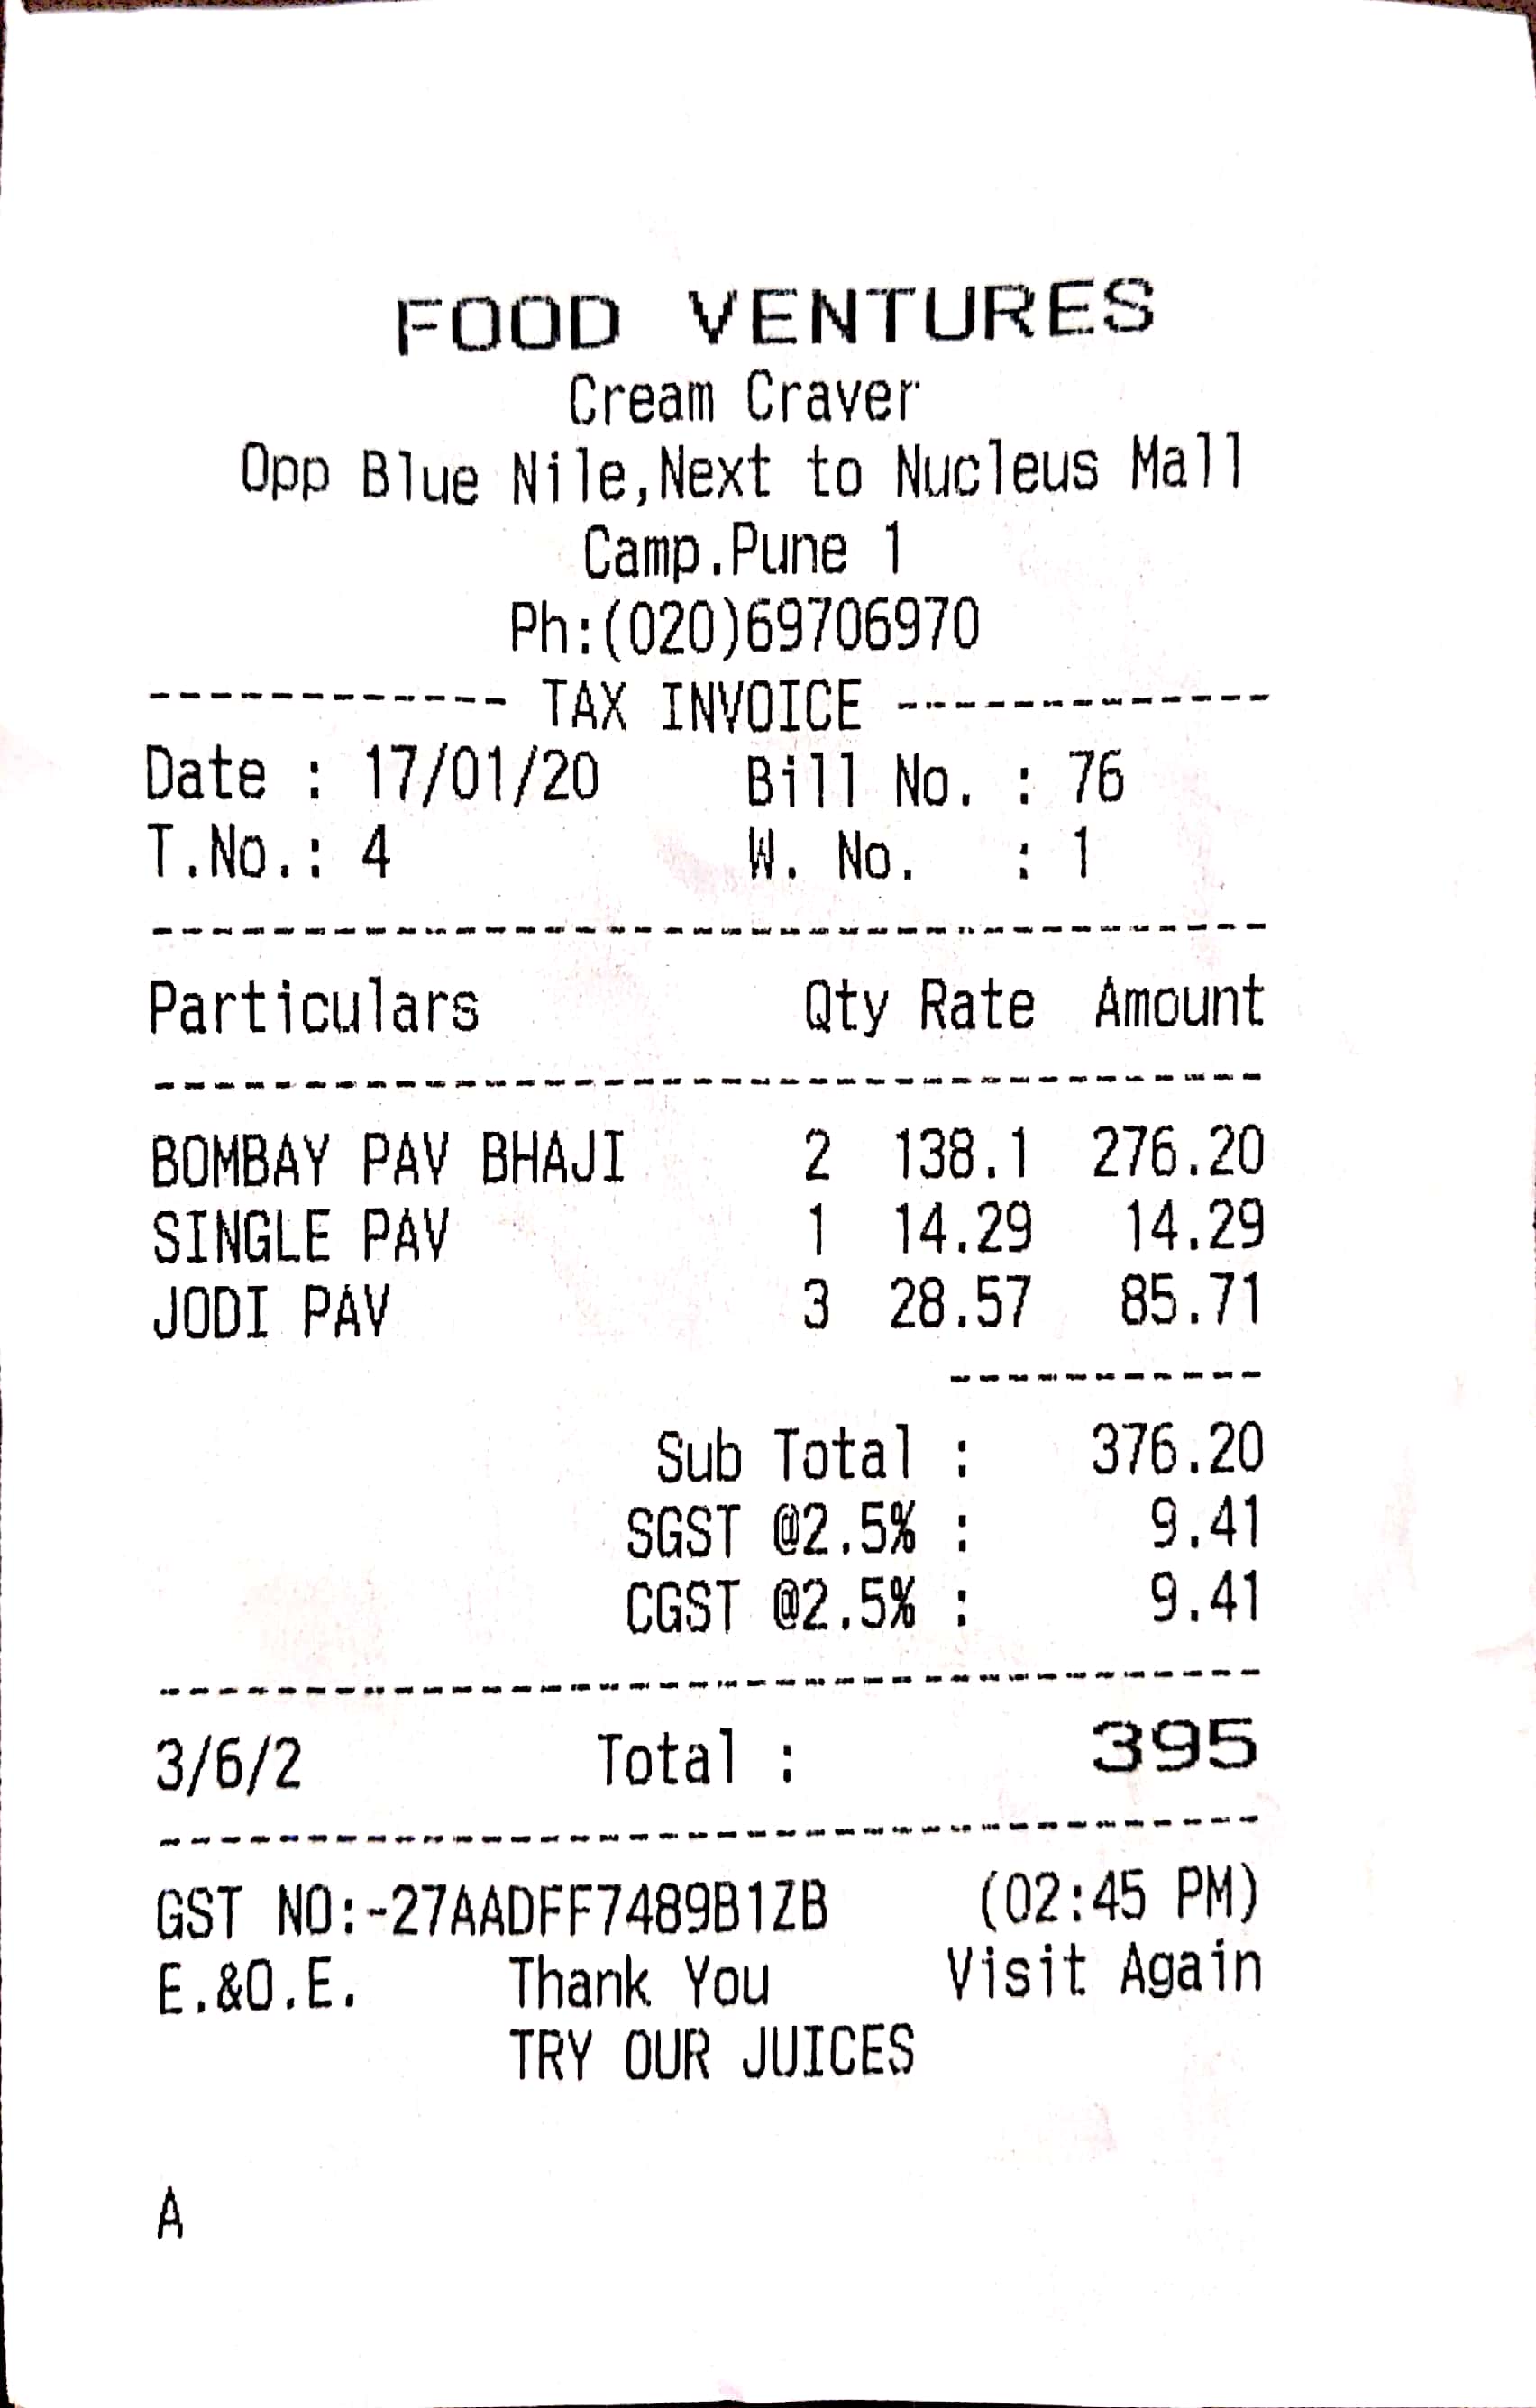 FOOD VENTURES
Cream Craver
Opp Blue Nile,Next to Nucleus Mall
Camp.Pune 1
Ph:(020)69706970
------------ TAX INVOICE -------------
Date : 17/01/20 Bill No. : 76
T.No.: 4 W. No. : 1
Particulars Qty Rate Amount
BOMBAY PAV BHAJI 2 138.1 276.20
SINGLE PAV 1 14.29 14.29
JODI PAV 3 28.57 85.71
Sub Total : 376.20
SGST @2.5% : 9.41
CGST @2.5% : 9.41
3/6/2 Total : 395
GST NO:-27AADFF7489B1ZB (02:45 PM)
E.&O.E. Thank You Visit Again
TRY OUR JUICES
A